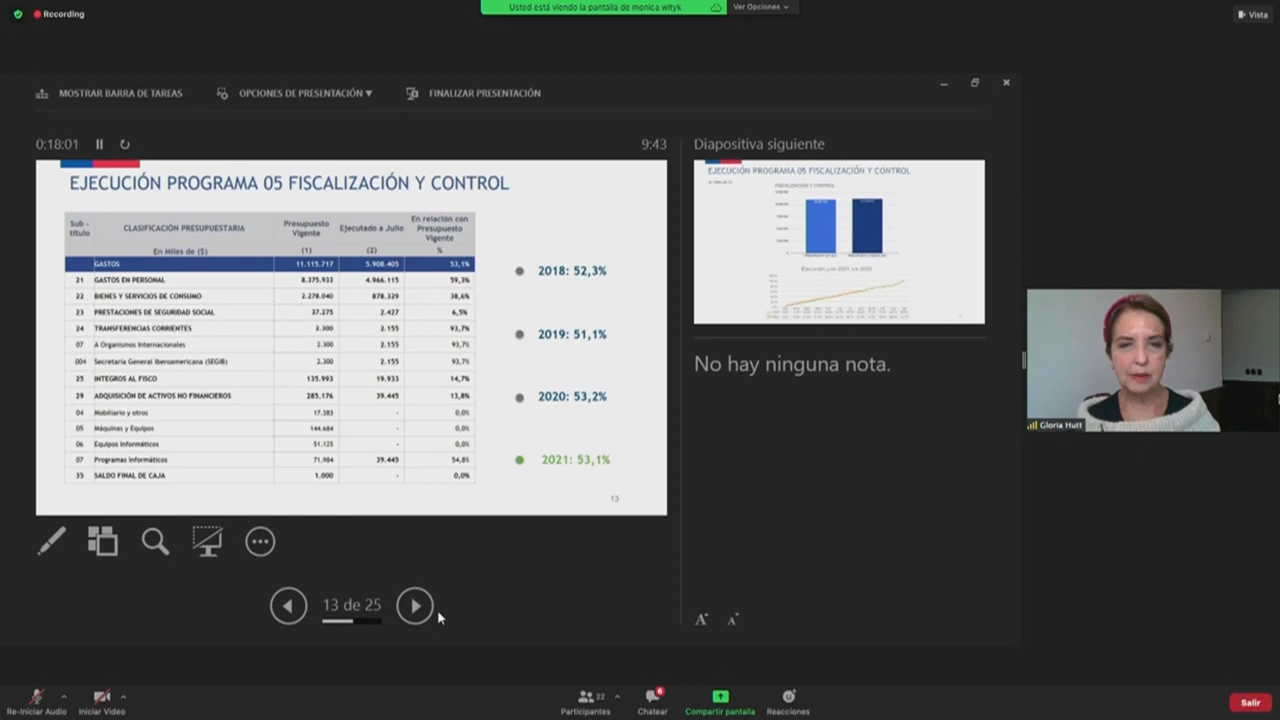 Recording
Usted está viendo la pantalla de monica wityk
Ver Opciones
Vista
MOSTRAR BARRA DE TAREAS
OPCIONES DE PRESENTACIÓN
FINALIZAR PRESENTACIÓN
0:18:01
9:43
EJECUCIÓN PROGRAMA 05 FISCALIZACIÓN Y CONTROL
Sub - título CLASIFICACIÓN PRESUPUESTARIA Presupuesto Vigente Ejecutado a Julio En relación con Presupuesto Vigente
En Miles de ($) (1) (2) %
GASTOS 11.115.717 5.908.405 53,1%
21 GASTOS EN PERSONAL 8.375.933 4.966.115 59,3%
22 BIENES Y SERVICIOS DE CONSUMO 2.278.040 878.329 38,6%
23 PRESTACIONES DE SEGURIDAD SOCIAL 37.275 2.427 6,5%
24 TRANSFERENCIAS CORRIENTES 2.300 2.155 93,7%
07 A Organismos Internacionales 2.300 2.155 93,7%
004 Secretaría General Iberoamericana (SEGIB) 2.300 2.155 93,7%
25 INTEGROS AL FISCO 135.993 19.933 14,7%
29 ADQUISICIÓN DE ACTIVOS NO FINANCIEROS 285.176 39.445 13,8%
04 Mobiliario y otros 17.383 - 0,0%
05 Máquinas y Equipos 144.684 - 0,0%
06 Equipos Informáticos 51.125 - 0,0%
07 Programas Informáticos 71.984 39.445 54,8%
35 SALDO FINAL DE CAJA 1.000 - 0,0%
2018: 52,3%
2019: 51,1%
2020: 53,2%
2021: 53,1%
13
Diapositiva siguiente
EJECUCIÓN PROGRAMA 05 FISCALIZACIÓN Y CONTROL
en Miles de ($)
FISCALIZACIÓN Y CONTROL
Ejecución julio 2021 v/s 2020
No hay ninguna nota.
13 de 25
Gloria Hutt
Re-Iniciar Audio
Iniciar Video
22
Participantes
6
Chatear
Compartir pantalla
Reacciones
Salir